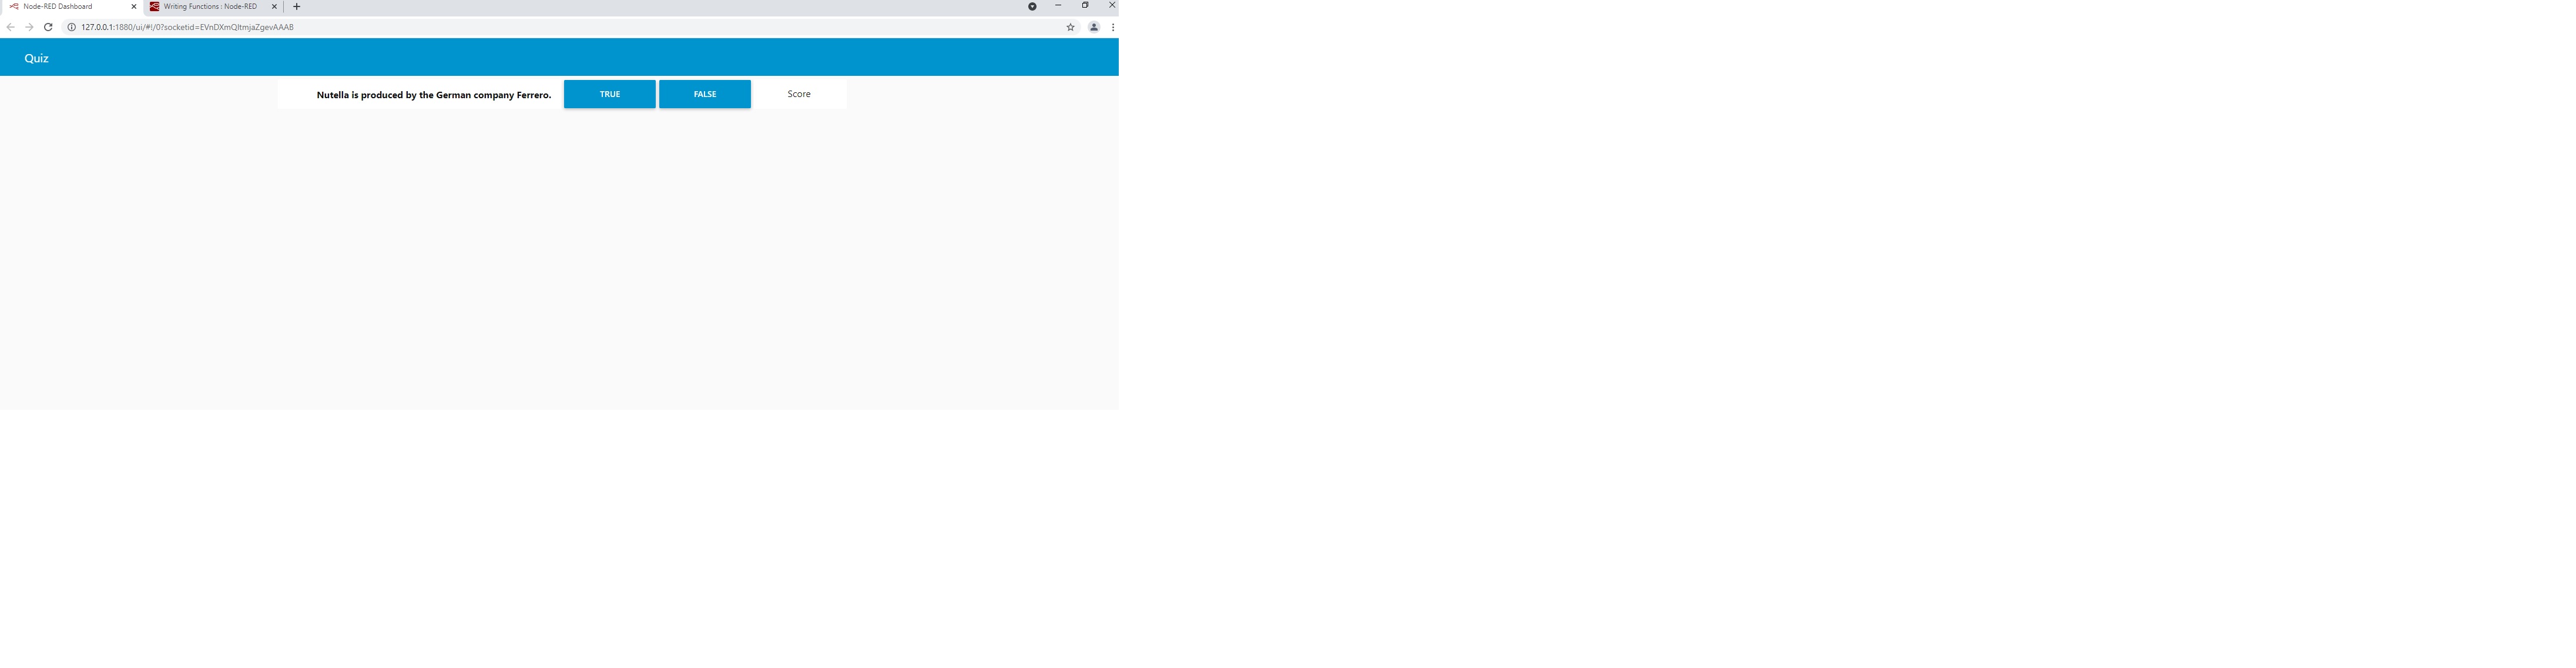 Node-RED Dashboard
Writing Functions : Node-RED
127.0.0.1:1880/ui/#!/0?socketid=EVnDXmQItmjaZgevAAAB
Quiz
Nutella is produced by the German company Ferrero. TRUE FALSE Score